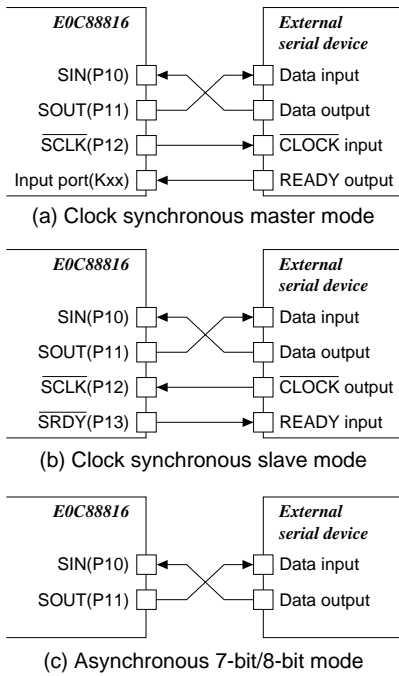 E0C88816
External
serial device
SIN(P10)
Data input
SOUT(P11)
Data output
SCLK(P12)
CLOCK input
Input port(Kxx)
READY output
(a) Clock synchronous master mode
E0C88816
External
serial device
SIN(P10)
Data input
SOUT(P11)
Data output
SCLK(P12)
CLOCK output
SRDY(P13)
READY input
(b) Clock synchronous slave mode
E0C88816
External
serial device
SIN(P10)
Data input
SOUT(P11)
Data output
(c) Asynchronous 7-bit/8-bit mode